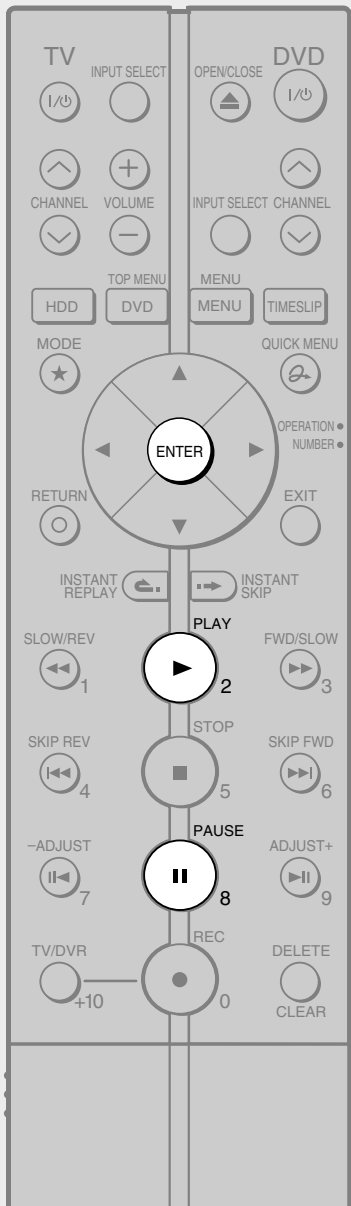 TV DVD
INPUT SELECT OPEN/CLOSE
I/⏻ I/⏻
+
CHANNEL VOLUME INPUT SELECT CHANNEL
−
TOP MENU MENU
HDD DVD MENU TIMESLIP
MODE QUICK MENU
★
OPERATION
ENTER NUMBER
RETURN EXIT
INSTANT REPLAY INSTANT SKIP
PLAY
SLOW/REV FWD/SLOW
1 2 3
STOP
SKIP REV SKIP FWD
4 5 6
PAUSE
−ADJUST ADJUST+
7 8 9
REC
TV/DVR DELETE
+10 0
CLEAR